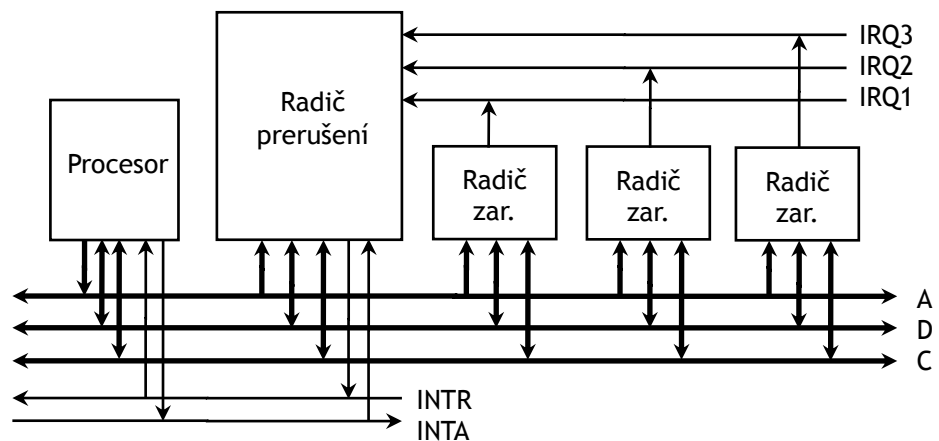 IRQ3
IRQ2
IRQ1
Radič
prerušení
Procesor
Radič
zar.
Radič
zar.
Radič
zar.
A
D
C
INTR
INTA